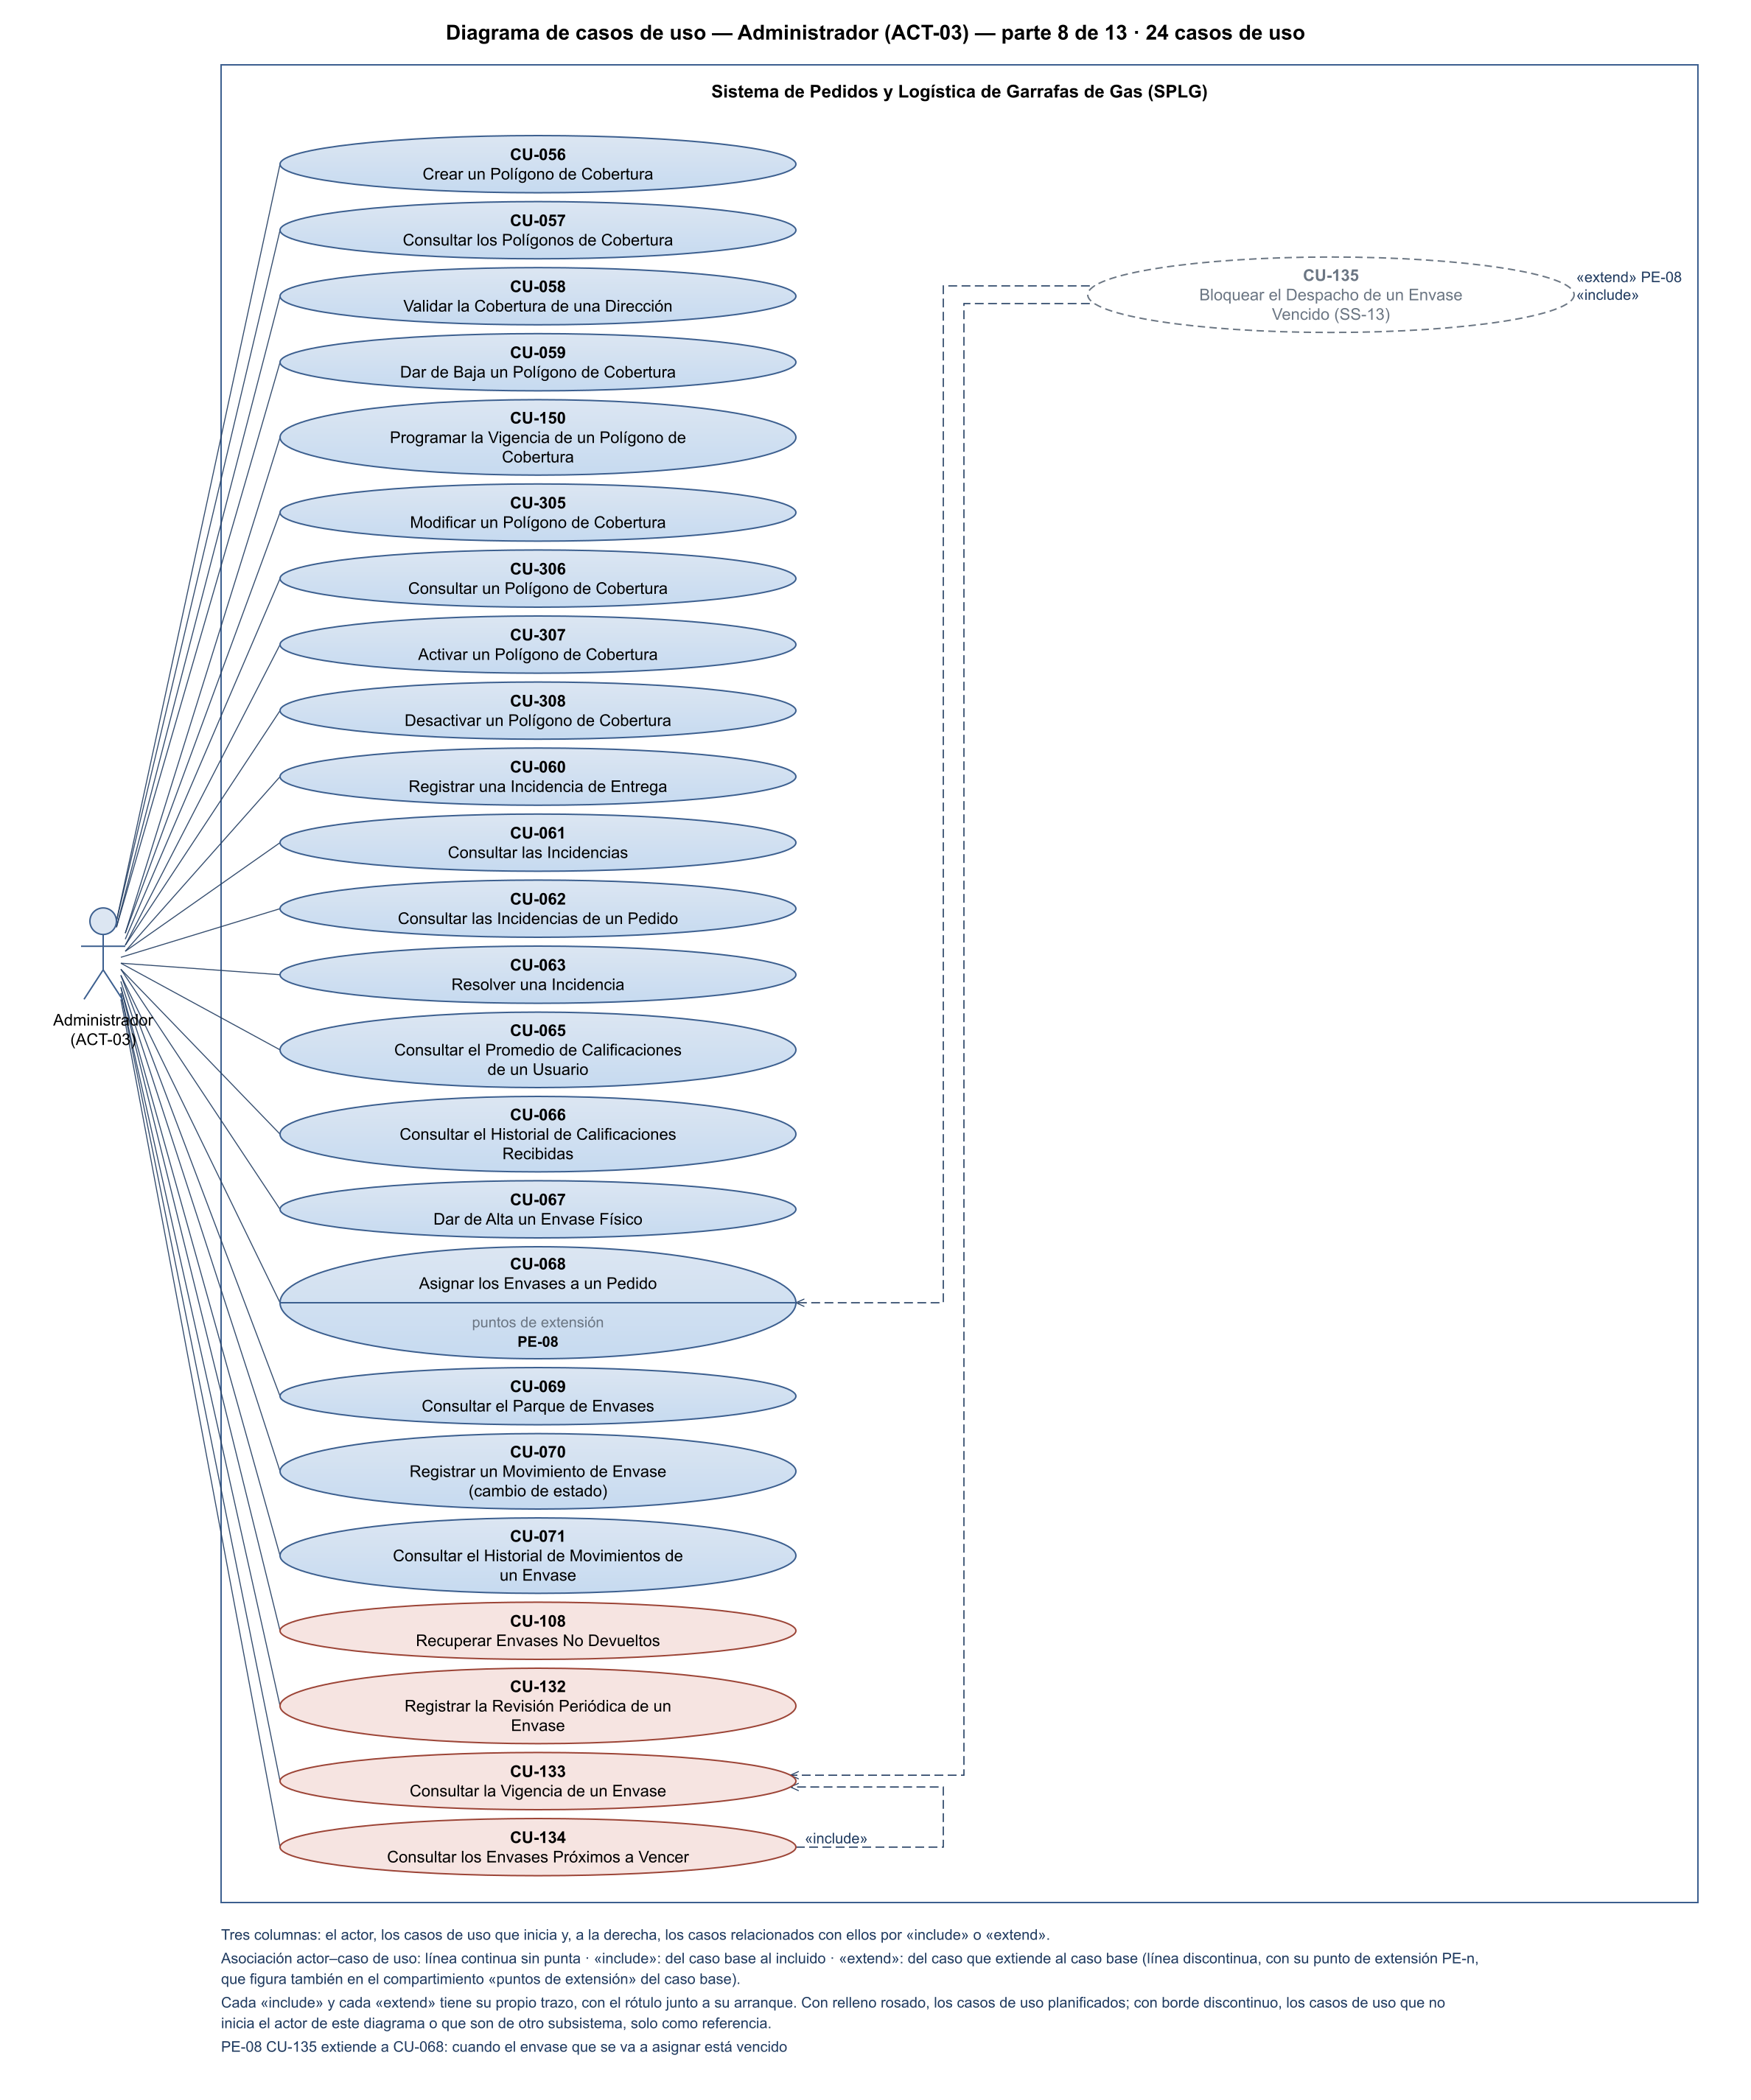 Diagrama de casos de uso — Administrador (ACT-03) — parte 8 de 13 · 24 casos de uso
Sistema de Pedidos y Logística de Garrafas de Gas (SPLG)
CU-056
Crear un Polígono de Cobertura
CU-057
Consultar los Polígonos de Cobertura
CU-058
Validar la Cobertura de una Dirección
CU-135
Bloquear el Despacho de un Envase
Vencido (SS-13)
«extend» PE-08
«include»
CU-059
Dar de Baja un Polígono de Cobertura
CU-150
Programar la Vigencia de un Polígono de
Cobertura
CU-305
Modificar un Polígono de Cobertura
CU-306
Consultar un Polígono de Cobertura
CU-307
Activar un Polígono de Cobertura
CU-308
Desactivar un Polígono de Cobertura
CU-060
Registrar una Incidencia de Entrega
CU-061
Consultar las Incidencias
CU-062
Consultar las Incidencias de un Pedido
CU-063
Resolver una Incidencia
Administrador
(ACT-03)
CU-065
Consultar el Promedio de Calificaciones
de un Usuario
CU-066
Consultar el Historial de Calificaciones
Recibidas
CU-067
Dar de Alta un Envase Físico
CU-068
Asignar los Envases a un Pedido
puntos de extensión
PE-08
CU-069
Consultar el Parque de Envases
CU-070
Registrar un Movimiento de Envase
(cambio de estado)
CU-071
Consultar el Historial de Movimientos de
un Envase
CU-108
Recuperar Envases No Devueltos
CU-132
Registrar la Revisión Periódica de un
Envase
CU-133
Consultar la Vigencia de un Envase
CU-134
Consultar los Envases Próximos a Vencer
«include»
Tres columnas: el actor, los casos de uso que inicia y, a la derecha, los casos relacionados con ellos por «include» o «extend».
Asociación actor–caso de uso: línea continua sin punta · «include»: del caso base al incluido · «extend»: del caso que extiende al caso base (línea discontinua, con su punto de extensión PE-n,
que figura también en el compartimiento «puntos de extensión» del caso base).
Cada «include» y cada «extend» tiene su propio trazo, con el rótulo junto a su arranque. Con relleno rosado, los casos de uso planificados; con borde discontinuo, los casos de uso que no
inicia el actor de este diagrama o que son de otro subsistema, solo como referencia.
PE-08 CU-135 extiende a CU-068: cuando el envase que se va a asignar está vencido